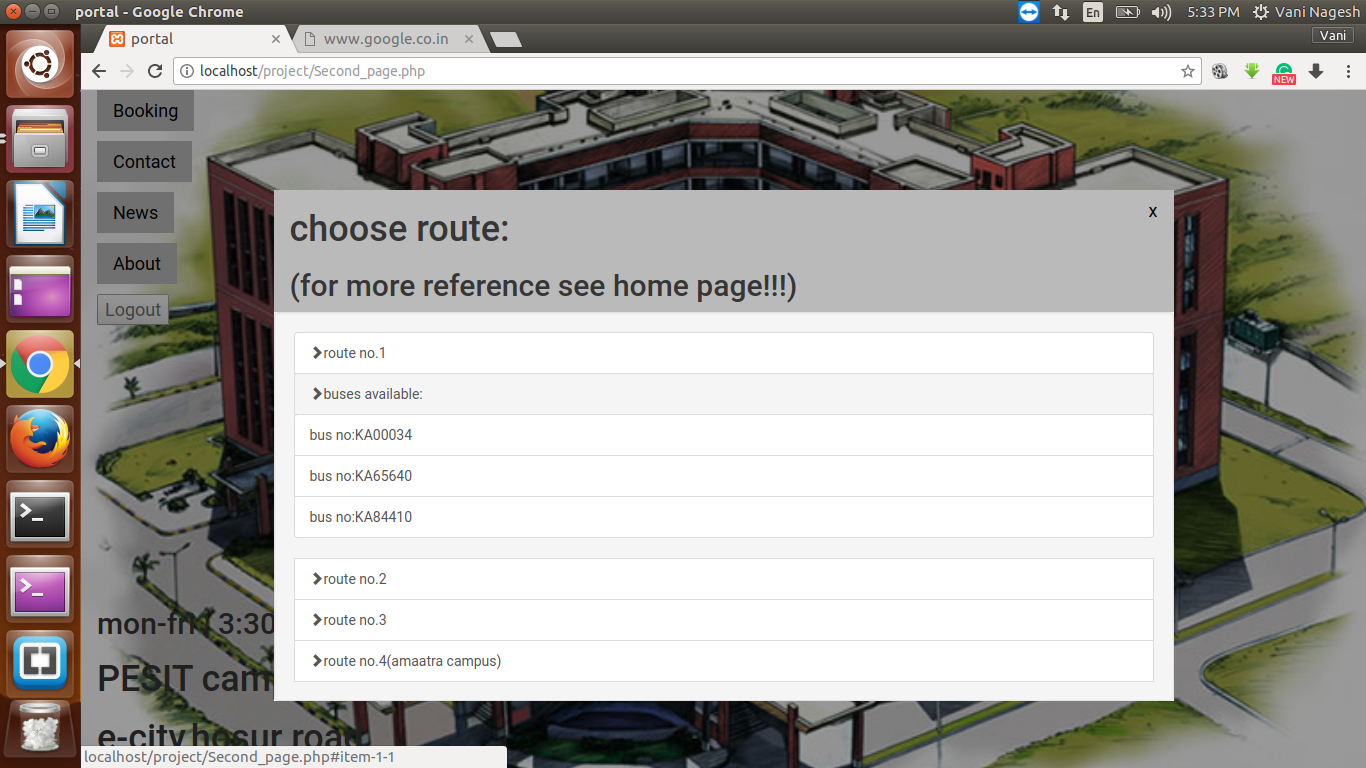 portal - Google Chrome
En
5:33 PM
Vani Nagesh
portal
www.google.co.in
Vani
localhost/project/Second_page.php
NEW
Booking
Contact
News
About
Logout
choose route:
X
(for more reference see home page!!!)
route no.1
buses available:
bus no:KA00034
bus no:KA65640
bus no:KA84410
route no.2
route no.3
route no.4(amaatra campus)
mon-fri
3:30
PESIT cam
e-city,hosur road
localhost/project/Second_page.php#item-1-1